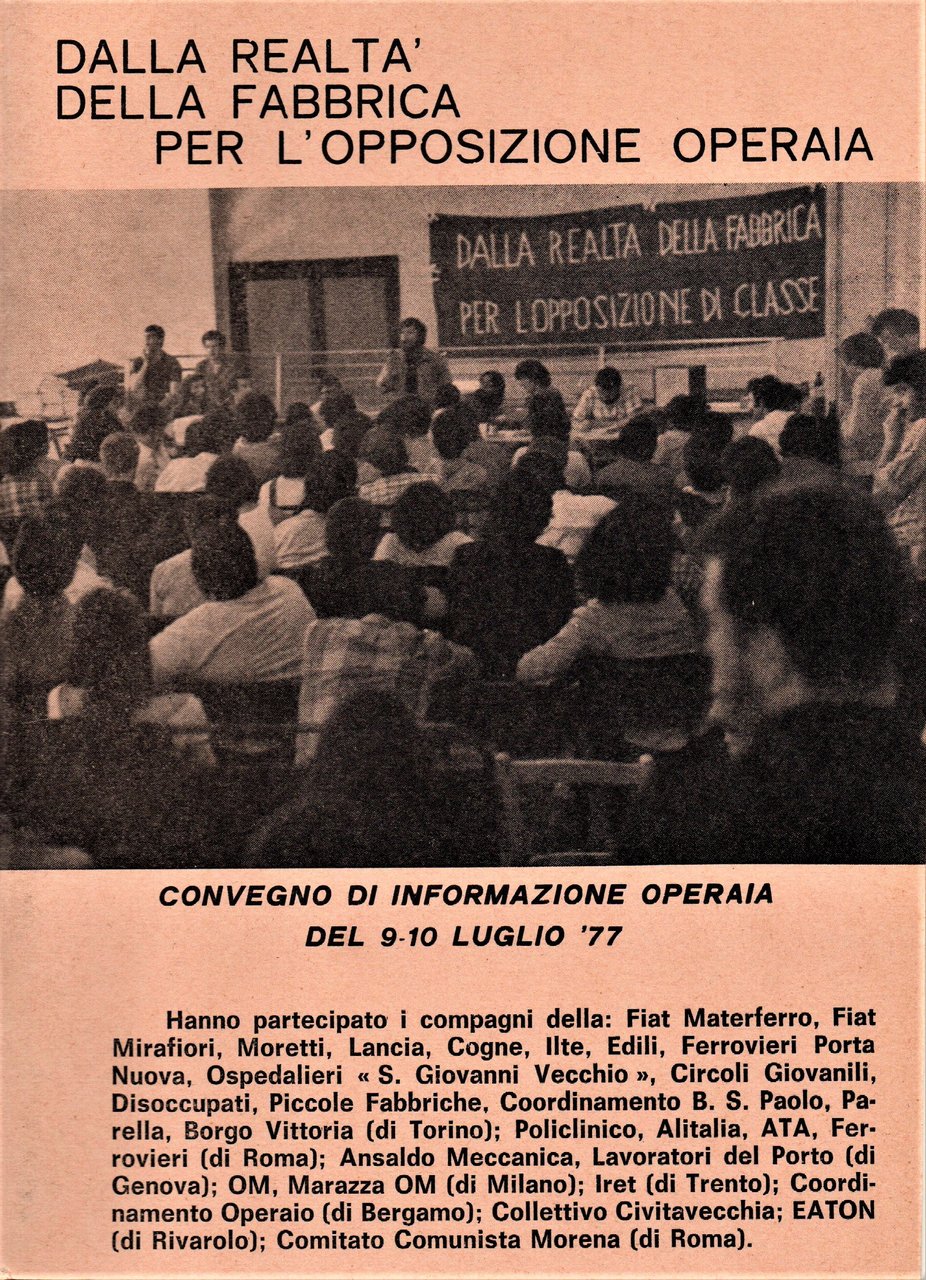 DALLA REALTA'
DELLA FABBRICA
PER L'OPPOSIZIONE OPERAIA
DALLA REALTA DELLA FABBRICA
PER L'OPPOSIZIONE DI CLASSE
CONVEGNO DI INFORMAZIONE OPERAIA
DEL 9-10 LUGLIO '77
Hanno partecipato i compagni della: Fiat Materferro, Fiat
Mirafiori, Moretti, Lancia, Cogne, Ilte, Edili, Ferrovieri Porta
Nuova, Ospedalieri « S. Giovanni Vecchio », Circoli Giovanili,
Disoccupati, Piccole Fabbriche, Coordinamento B. S. Paolo, Pa-
rella, Borgo Vittoria (di Torino); Policlinico, Alitalia, ATA, Fer-
rovieri (di Roma); Ansaldo Meccanica, Lavoratori del Porto (di
Genova); OM, Marazza OM (di Milano); Iret (di Trento); Coordi-
namento Operaio (di Bergamo); Collettivo Civitavecchia; EATON
(di Rivarolo); Comitato Comunista Morena (di Roma).